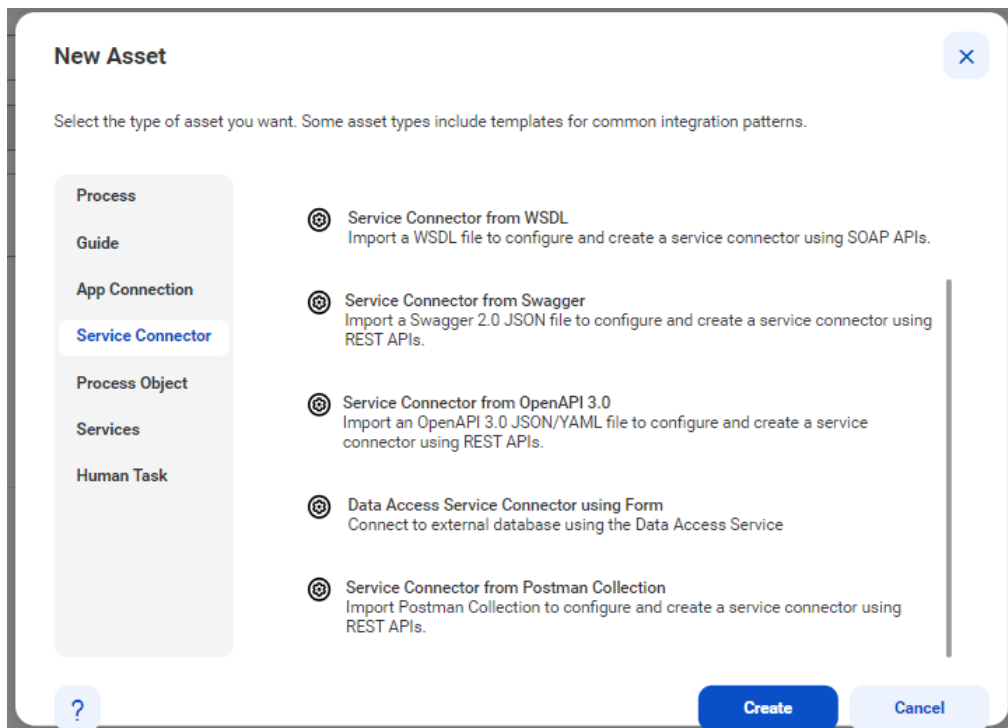 New Asset
Select the type of asset you want. Some asset types include templates for common integration patterns.
Process
Guide
App Connection
Service Connector
Process Object
Services
Human Task
Service Connector from WSDL
Import a WSDL file to configure and create a service connector using SOAP APIs.
Service Connector from Swagger
Import a Swagger 2.0 JSON file to configure and create a service connector using
REST APIs.
Service Connector from OpenAPI 3.0
Import an OpenAPI 3.0 JSON/YAML file to configure and create a service
connector using REST APIs.
Data Access Service Connector using Form
Connect to external database using the Data Access Service
Service Connector from Postman Collection
Import Postman Collection to configure and create a service connector using
REST APIs.
?
Create
Cancel